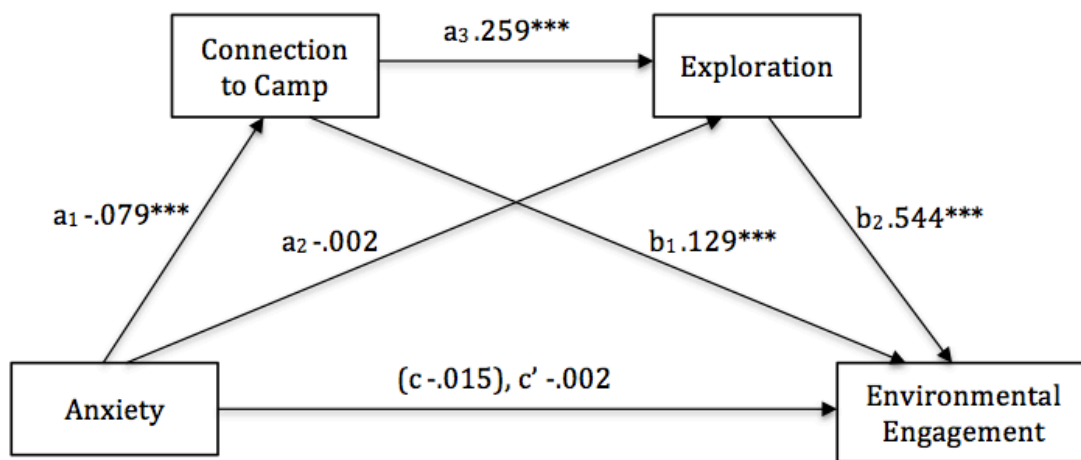 a₃ .259***
Connection
to Camp
Exploration
a₁ -.079***
a₂ -.002
b₁ .129***
b₂ .544***
(c -.015), c’ -.002
Anxiety
Environmental
Engagement